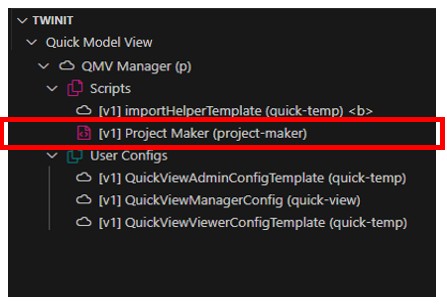 TWINIT
Quick Model View
QMV Manager (p)
Scripts
[v1] importHelperTemplate (quick-temp) <b>
[v1] Project Maker (project-maker)
User Configs
[v1] QuickViewAdminConfigTemplate (quick-temp)
[v1] QuickViewManagerConfig (quick-view)
[v1] QuickViewViewerConfigTemplate (quick-temp)